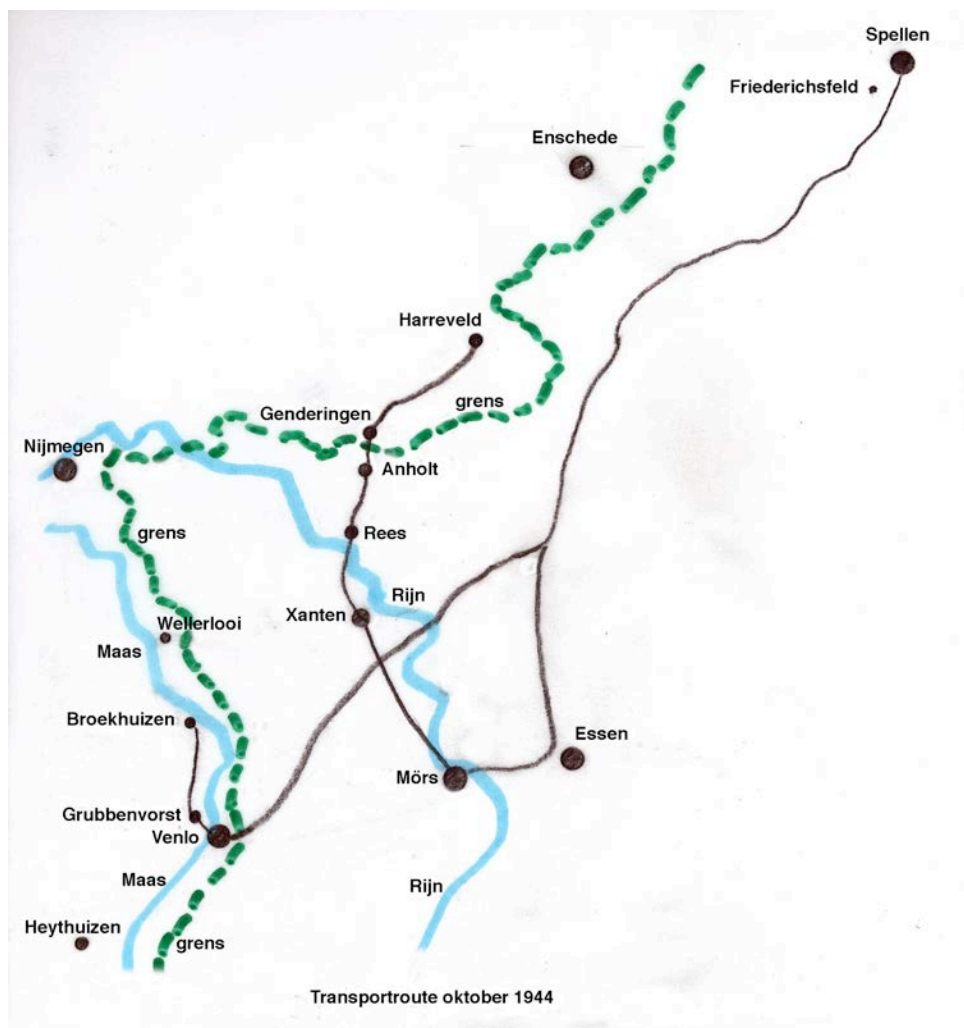 Spellen
Friederichsfeld
Enschede
Harreveld
grens
Genderingen
Nijmegen
Anholt
grens
Rees
Rijn
Xanten
Wellerlooi
Maas
Broekhuizen
Essen
Mörs
Grubbenvorst
Venlo
Maas
Rijn
Heythuizen
grens
Transportroute oktober 1944